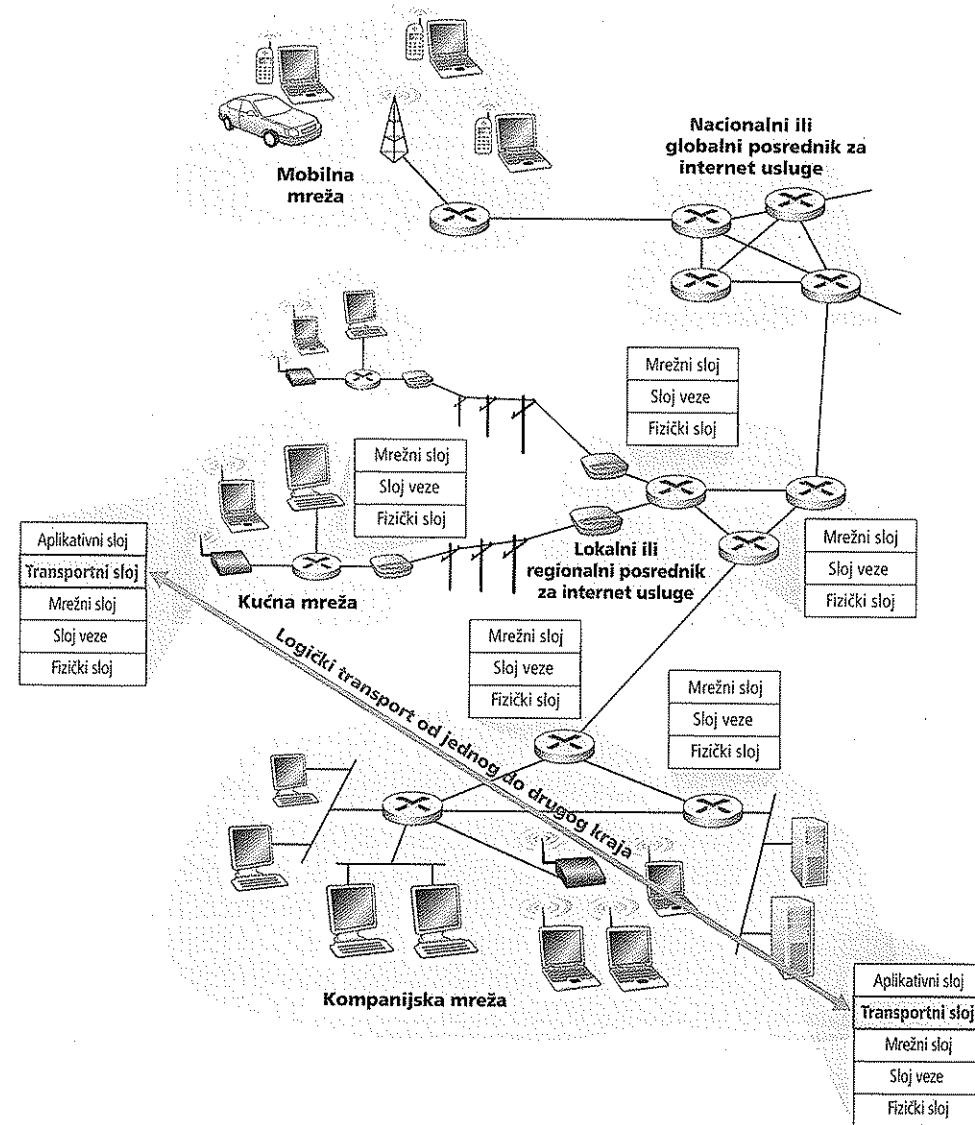 Mobilna
mreža
Nacionalni ili
globalni posrednik za
internet usluge
Mrežni sloj
Sloj veze
Fizički sloj
Mrežni sloj
Sloj veze
Fizički sloj
Aplikativni sloj
Transportni sloj
Mrežni sloj
Sloj veze
Fizički sloj
Kućna mreža
Lokalni ili
regionalni posrednik
za internet usluge
Mrežni sloj
Sloj veze
Fizički sloj
Mrežni sloj
Sloj veze
Fizički sloj
Mrežni sloj
Sloj veze
Fizički sloj
Logički transport od jednog do drugog kraja
Kompanijska mreža
Aplikativni sloj
Transportni sloj
Mrežni sloj
Sloj veze
Fizički sloj